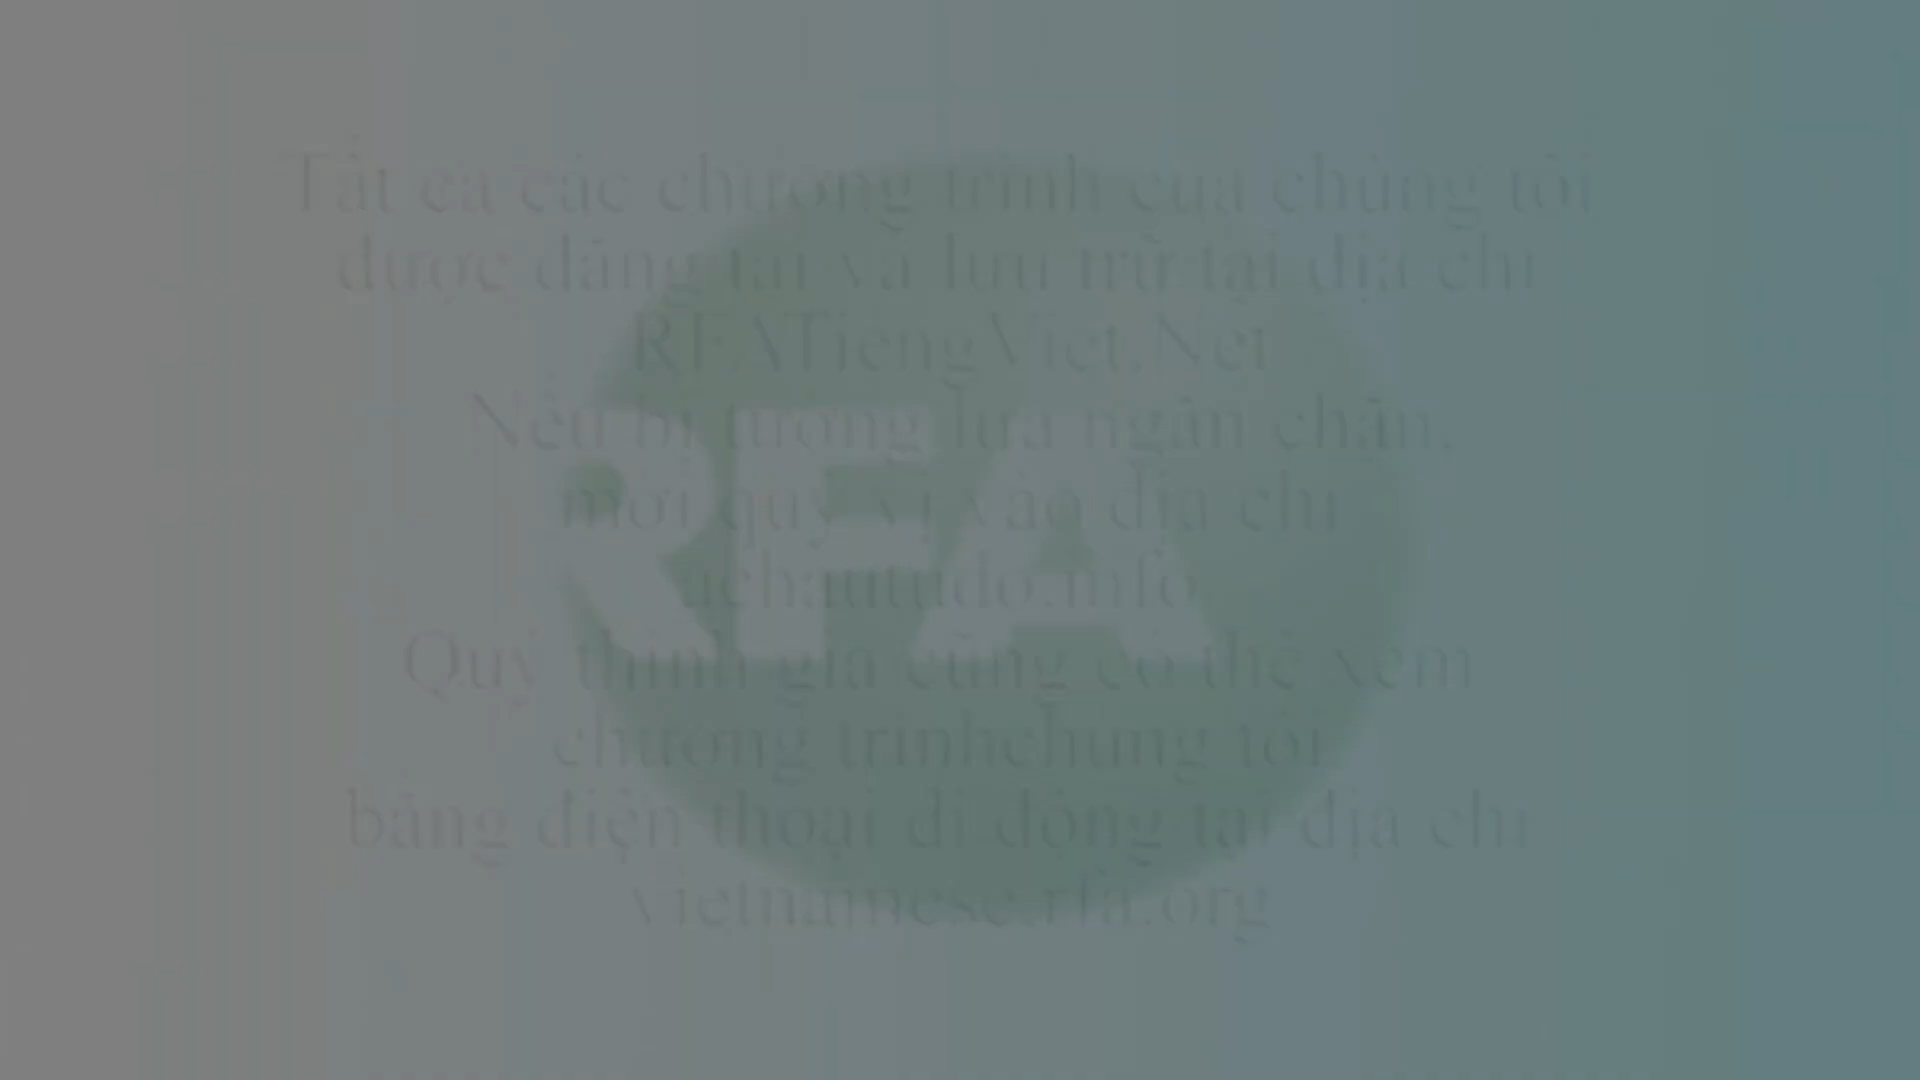 Tất cả các chương trình của chúng tôi
được đăng tải và lưu trữ tại địa chỉ
RFATiengViet.Net
Nếu bị tường lửa ngăn chặn,
mời quý vị vào địa chỉ
achautudo.info
Quý thính giả cũng có thể xem
chương trìnhchúng tôi
bằng điện thoại di động tại địa chỉ
vietnamese.rfa.org
RFA